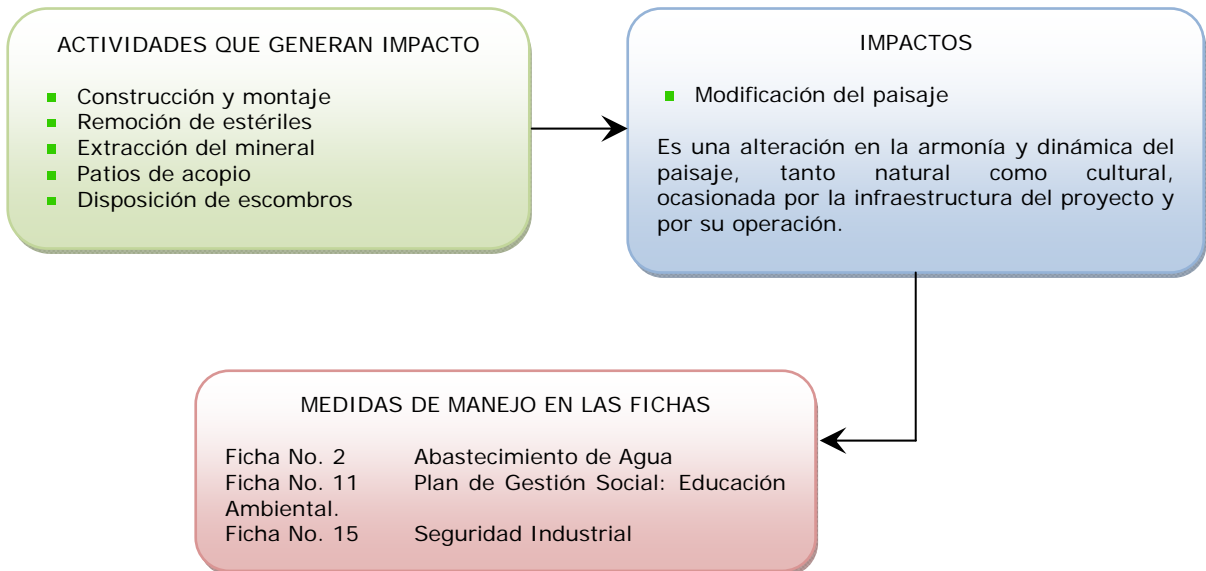 ACTIVIDADES QUE GENERAN IMPACTO
Construcción y montaje
Remoción de estériles
Extracción del mineral
Patios de acopio
Disposición de escombros
IMPACTOS
Modificación del paisaje
Es una alteración en la armonía y dinámica del
paisaje, tanto natural como cultural,
ocasionada por la infraestructura del proyecto y
por su operación.
MEDIDAS DE MANEJO EN LAS FICHAS
Ficha No. 2 Abastecimiento de Agua
Ficha No. 11 Plan de Gestión Social: Educación
Ambiental.
Ficha No. 15 Seguridad Industrial